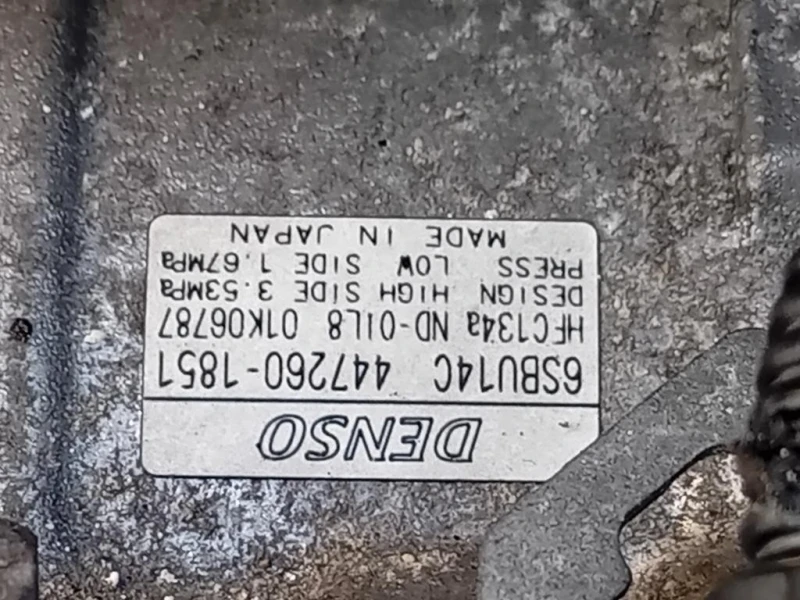 DENSO
6SBU14C 447260-1851
HFC134a ND-OIL8 01K06787
DESIGN HIGH SIDE 3.53MPa
PRESS LOW SIDE 1.67MPa
MADE IN JAPAN